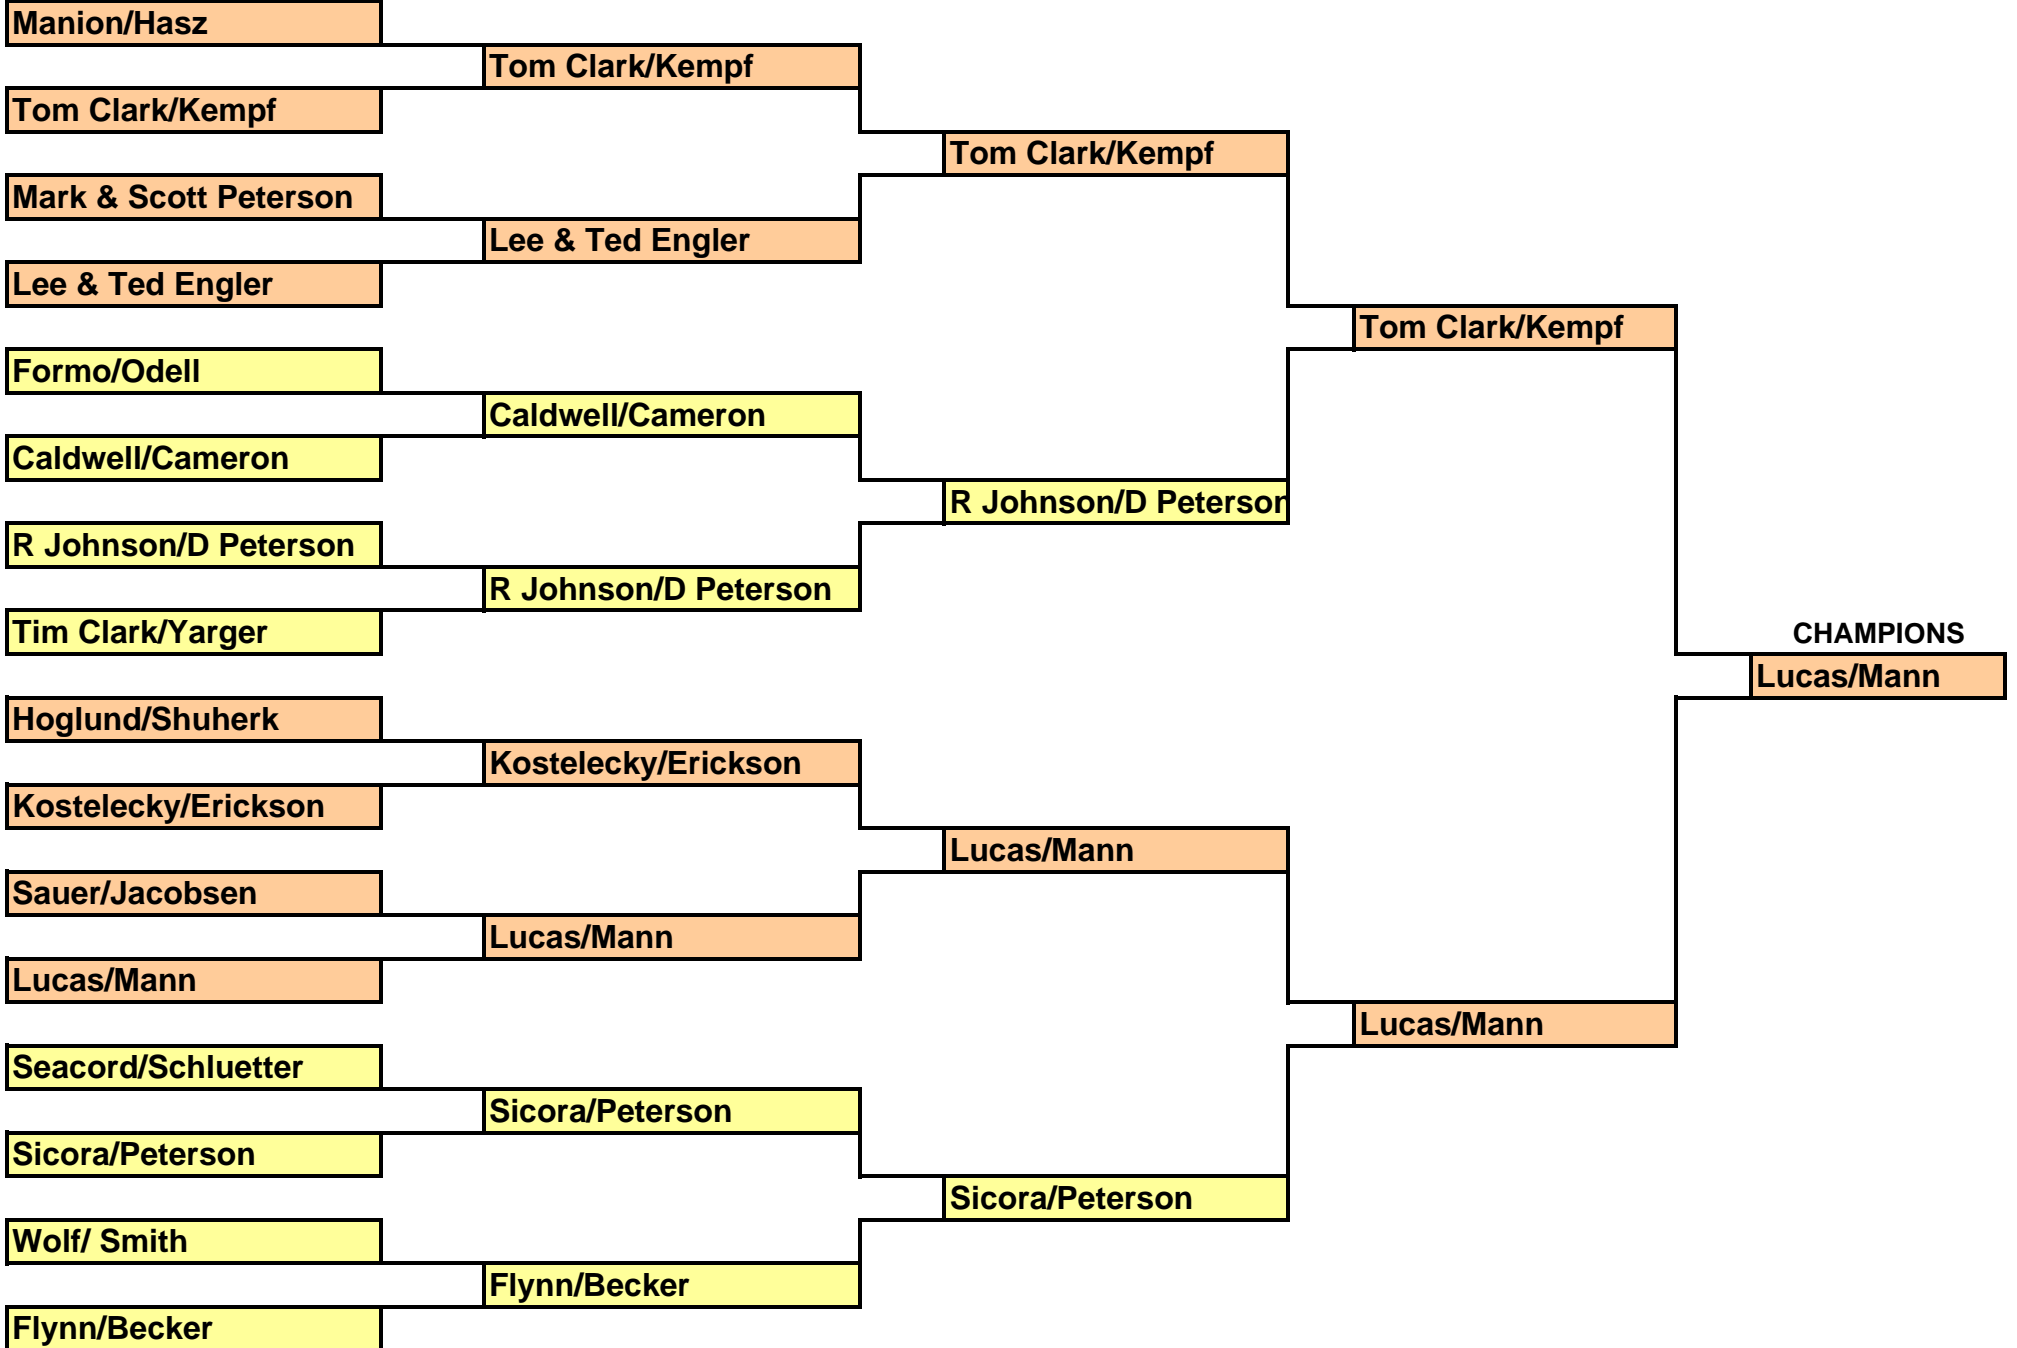 Manion/Hasz
Tom Clark/Kempf
Tom Clark/Kempf
Tom Clark/Kempf
Mark & Scott Peterson
Lee & Ted Engler
Lee & Ted Engler
Tom Clark/Kempf
Formo/Odell
Caldwell/Cameron
Caldwell/Cameron
R Johnson/D Peterson
R Johnson/D Peterson
R Johnson/D Peterson
Tim Clark/Yarger
CHAMPIONS
Lucas/Mann
Hoglund/Shuherk
Kostelecky/Erickson
Kostelecky/Erickson
Lucas/Mann
Sauer/Jacobsen
Lucas/Mann
Lucas/Mann
Lucas/Mann
Seacord/Schluetter
Sicora/Peterson
Sicora/Peterson
Sicora/Peterson
Wolf/ Smith
Flynn/Becker
Flynn/Becker